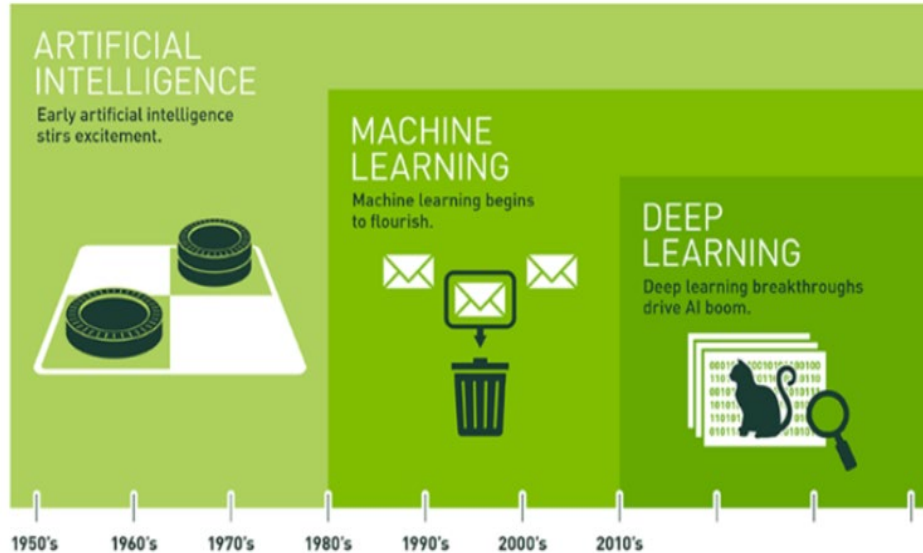 ARTIFICIAL
INTELLIGENCE
Early artificial intelligence
stirs excitement.
MACHINE
LEARNING
Machine learning begins
to flourish.
DEEP
LEARNING
Deep learning breakthroughs
drive AI boom.
1950's 1960's 1970's 1980's 1990's 2000's 2010's